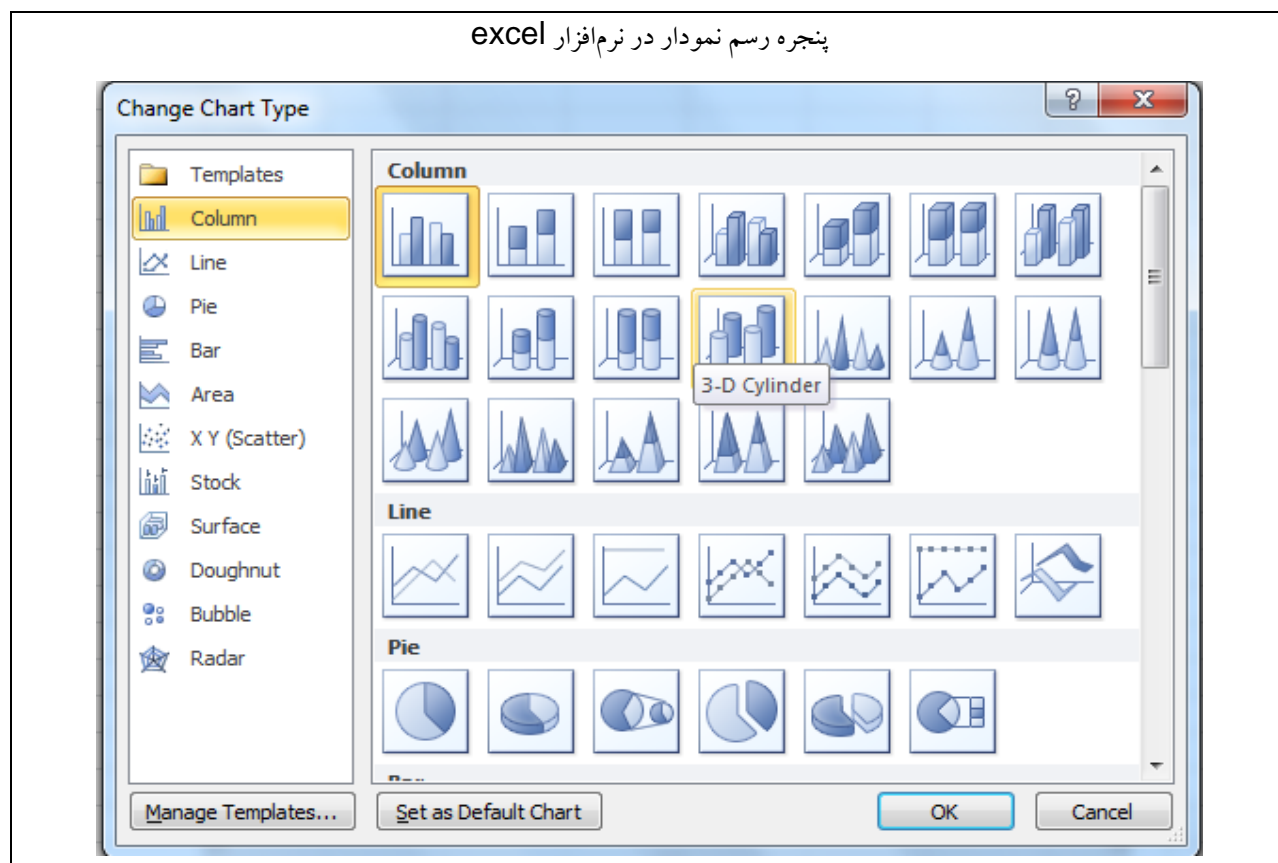 پنجره رسم نمودار در نرم‌افزار excel
Change Chart Type
Templates
Column
Line
Pie
Bar
Area
X Y (Scatter)
Stock
Surface
Doughnut
Bubble
Radar
Column
3-D Cylinder
Line
Pie
Bar
Manage Templates...
Set as Default Chart
OK
Cancel